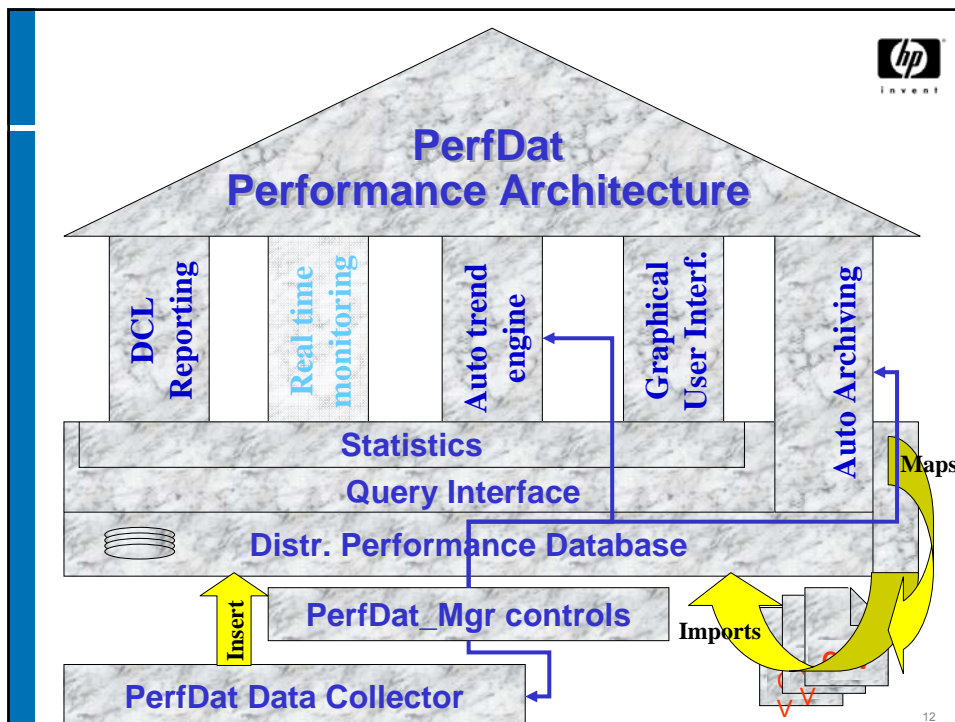 hp
invent
PerfDat
Performance Architecture
DCL
Reporting
Real time
monitoring
Auto trend
engine
Graphical
User Interf.
Auto Archiving
Statistics
Maps
Query Interface
Distr. Performance Database
Insert
PerfDat_Mgr controls
Imports
PerfDat Data Collector
12